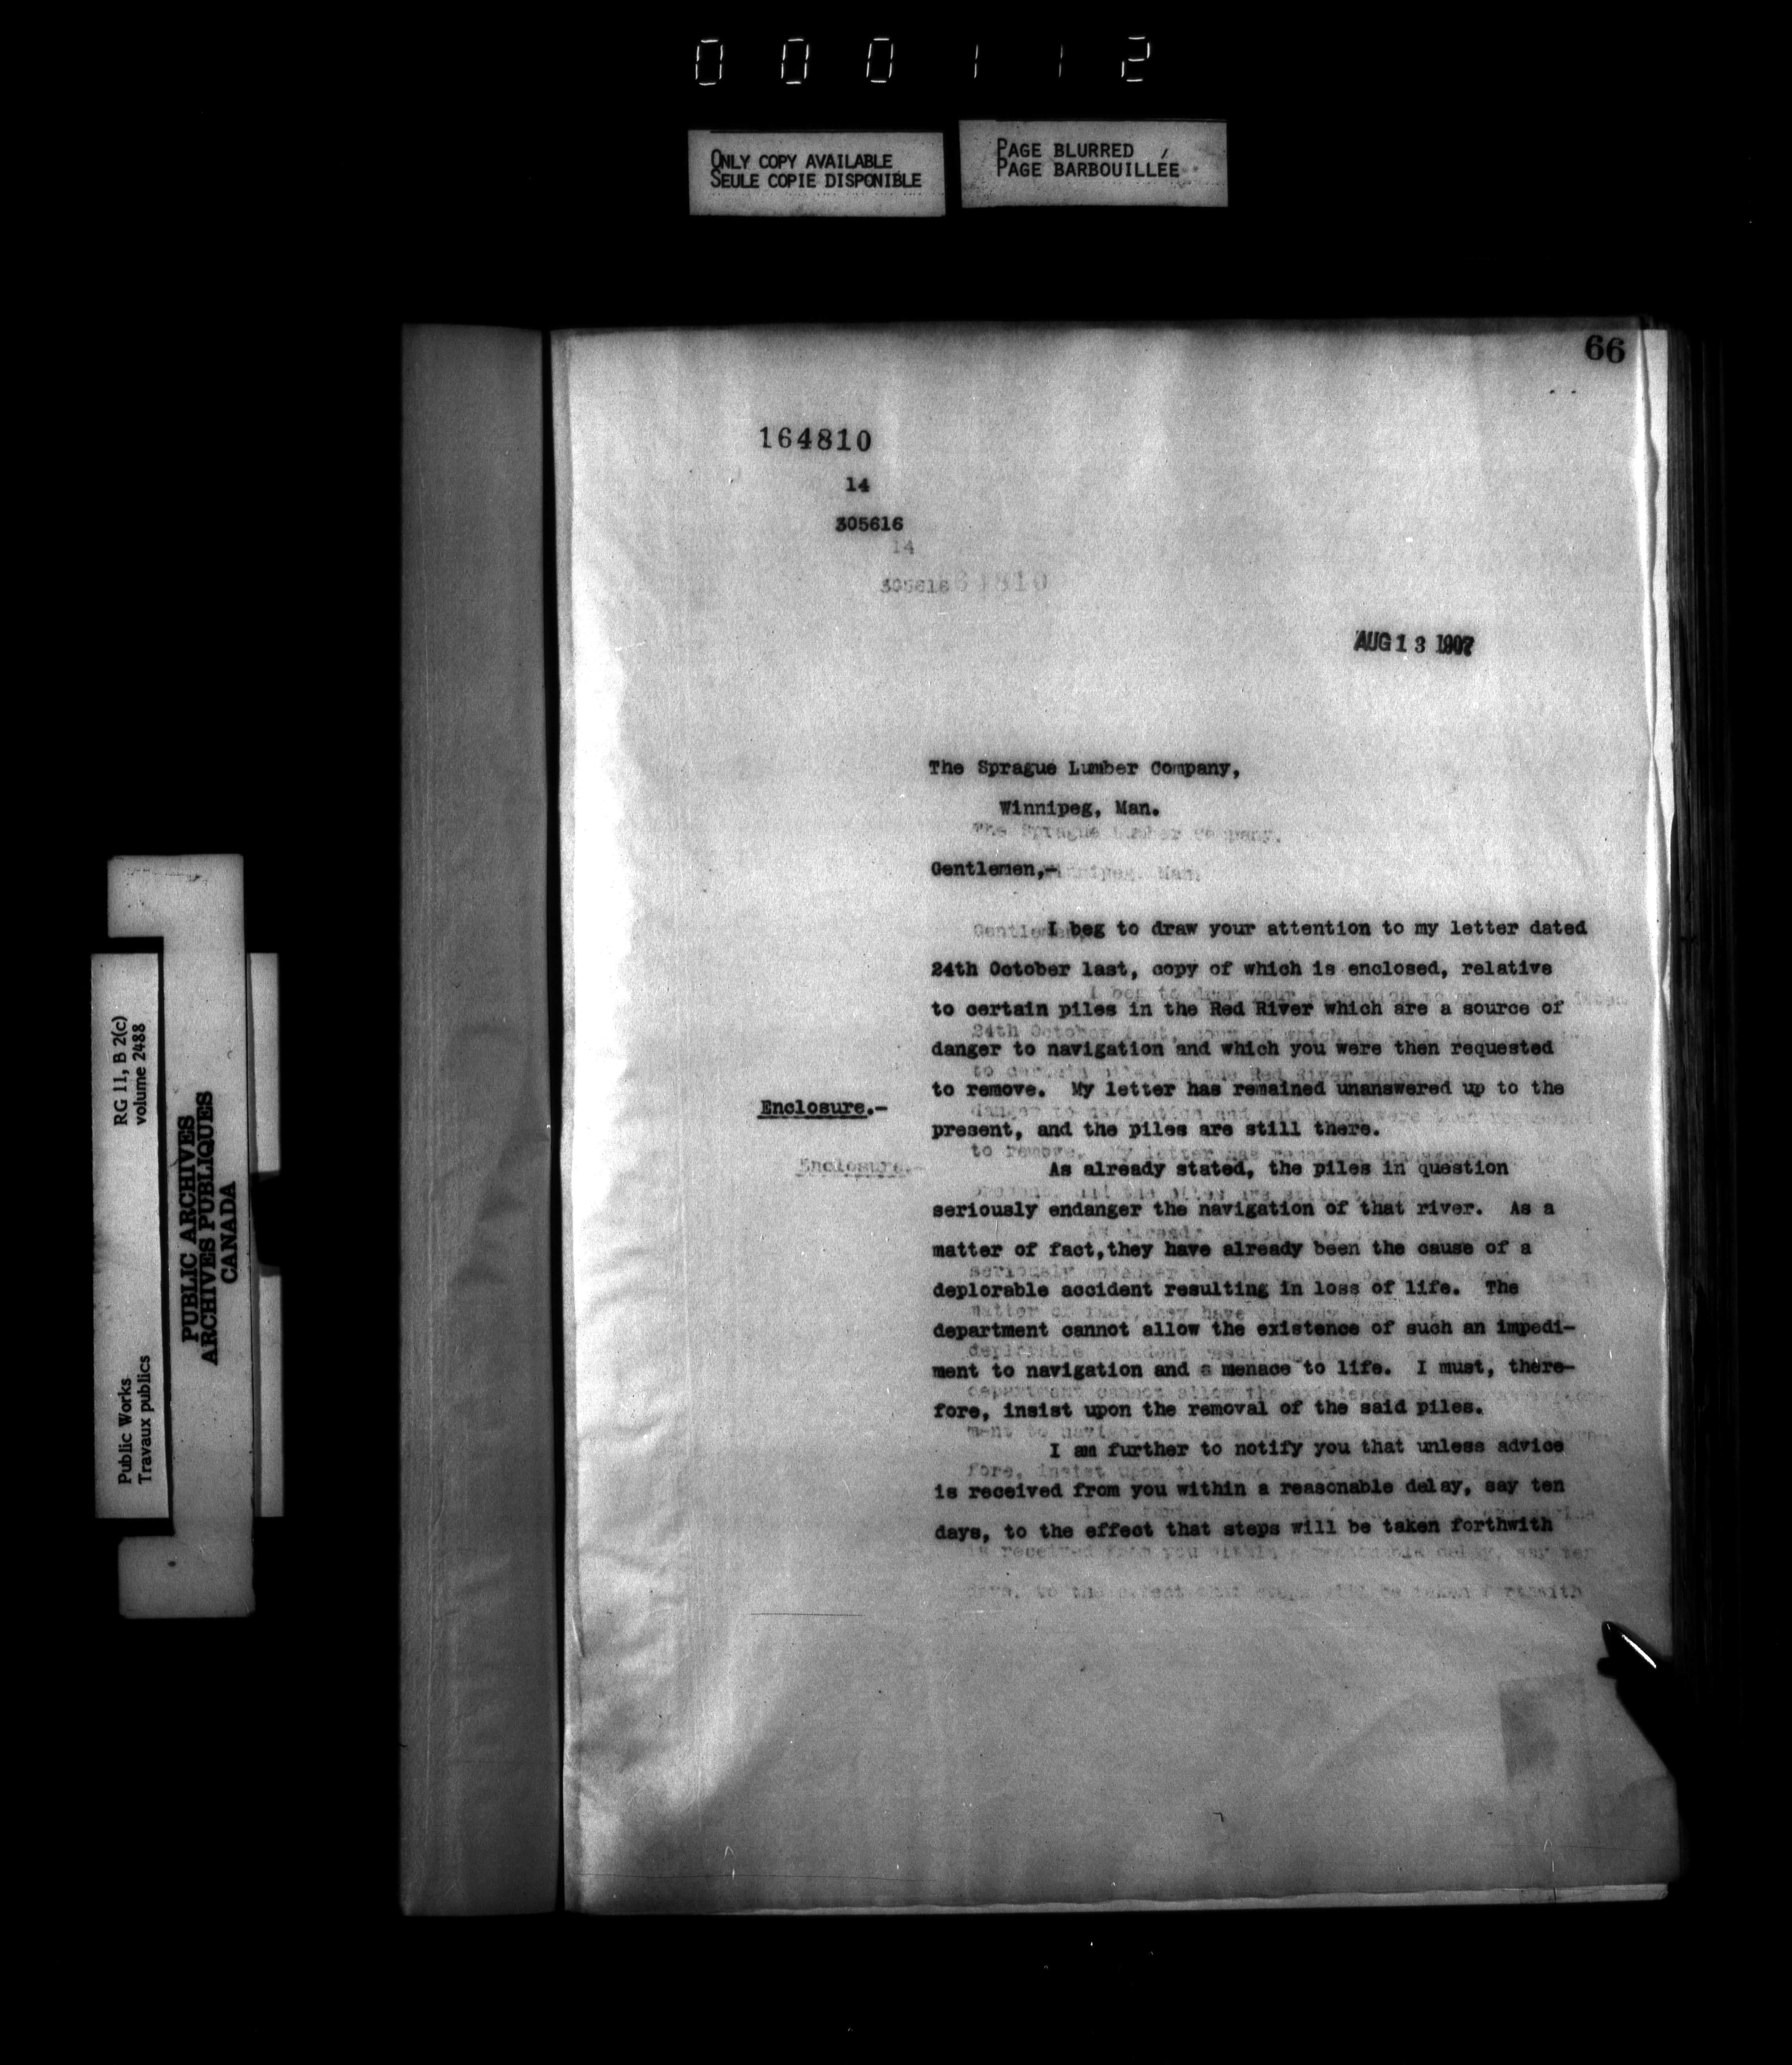 000112
ONLY COPY AVAILABLE
SEULE COPIE DISPONIBLE
PAGE BLURRED
PAGE BARBOUILLÉE
66
164810
14
305616
14
305616 64810
AUG 13 1907
The Sprague Lumber Company,
Winnipeg, Man.
Gentlemen,-
I beg to draw your attention to my letter dated
24th October last, copy of which is enclosed, relative
to certain piles in the Red River which are a source of
danger to navigation and which you were then requested
to remove. My letter has remained unanswered up to the
Enclosure.-
present, and the piles are still there.
As already stated, the piles in question
seriously endanger the navigation of that river. As a
matter of fact,they have already been the cause of a
deplorable accident resulting in loss of life. The
department cannot allow the existence of such an impedi-
ment to navigation and a menace to life. I must, there-
fore, insist upon the removal of the said piles.
I am further to notify you that unless advice
is received from you within a reasonable delay, say ten
days, to the effect that steps will be taken forthwith
RG 11, B 2(c)
volume 2488
PUBLIC ARCHIVES
ARCHIVES PUBLIQUES
CANADA
Public Works
Travaux publics